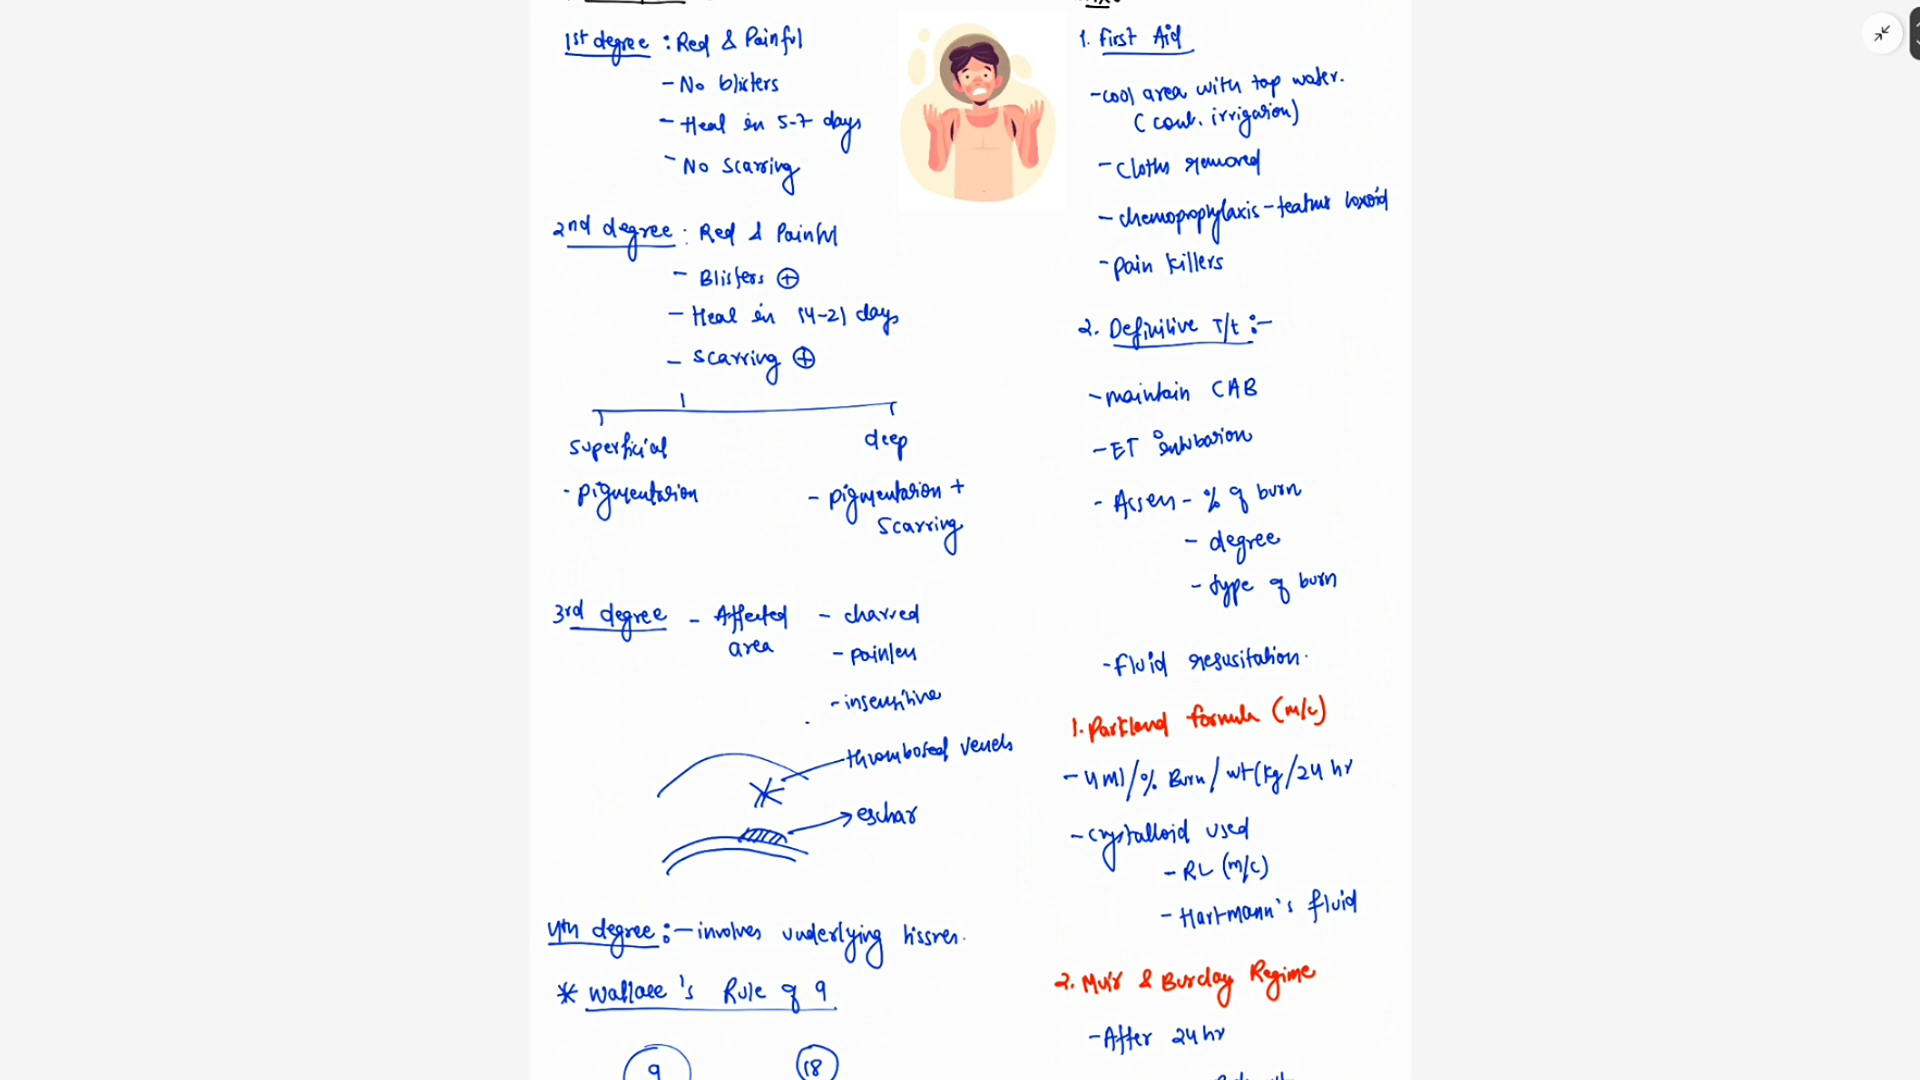 1st degree : Red & Painful
- No blisters
- Heal in 5-7 days
- No Scarring
2nd degree : Red & Painful
- Blisters ⊕
- Heal in 14-21 days
- Scarring ⊕
superficial
- pigmentation
deep
- pigmentation +
scarring
3rd degree - Affected area
- charred
- painless
- insensitive
thrombosed vessels
eschar
4th degree :- involves underlying tissues.
* Wallace's Rule of 9
9
18
1. First Aid
- cool area with tap water.
(cont. irrigation)
- cloths removed
- chemoprophylaxis - teatnus toxoid
- pain killers
2. Definitive T/t :-
- maintain CAB
- ET intubation
- Assess - % of burn
- degree
- type of burn
- fluid resusitation.
1. Parkland formula (m/c)
- 4ml/% Burn/wt(kg/24 hr
- crystalloid used
- RL (m/c)
- Hartmann's fluid
2. Muir & Burclay Regime
- After 24 hr